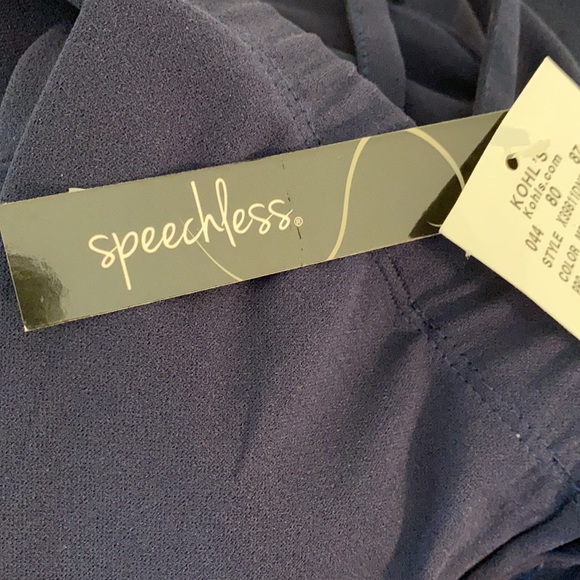 speechless®
KOHL'S
Kohls.com
044 80 87
STYLE
COLOR